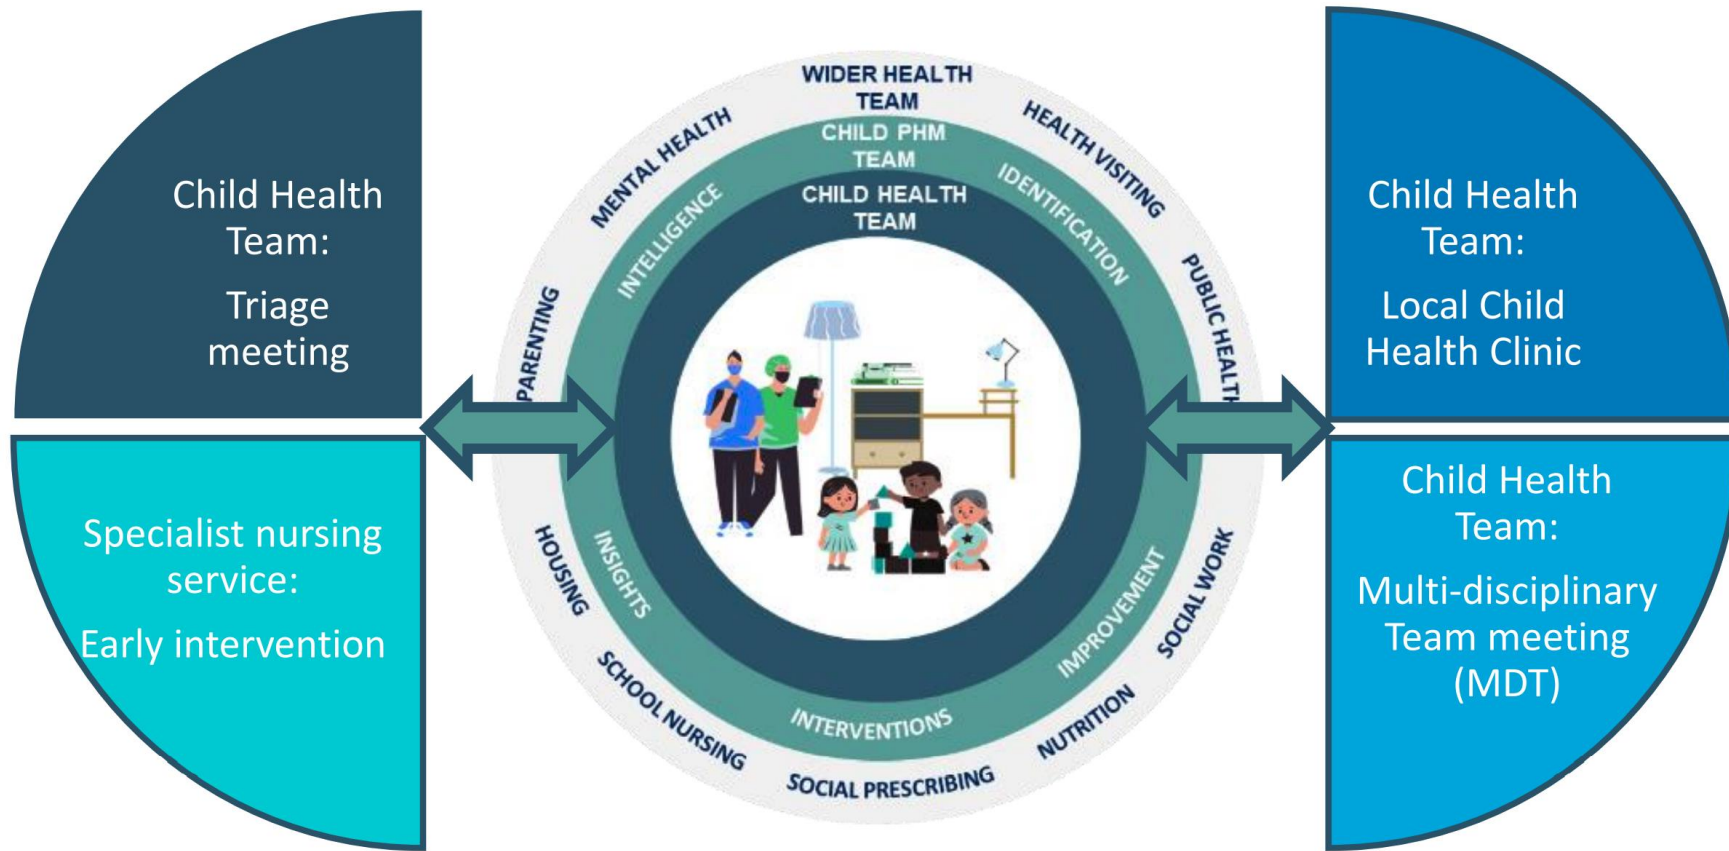 Child Health
Team:
Triage
meeting
Specialist nursing
service:
Early intervention
WIDER HEALTH
TEAM
HEALTH VISITING
PUBLIC HEALTH
SOCIAL WORK
NUTRITION
SOCIAL PRESCRIBING
SCHOOL NURSING
HOUSING
PARENTING
MENTAL HEALTH
CHILD PHM
TEAM
IDENTIFICATION
IMPROVEMENT
INTERVENTIONS
INSIGHTS
INTELLIGENCE
CHILD HEALTH
TEAM
Child Health
Team:
Local Child
Health Clinic
Child Health
Team:
Multi-disciplinary
Team meeting
(MDT)